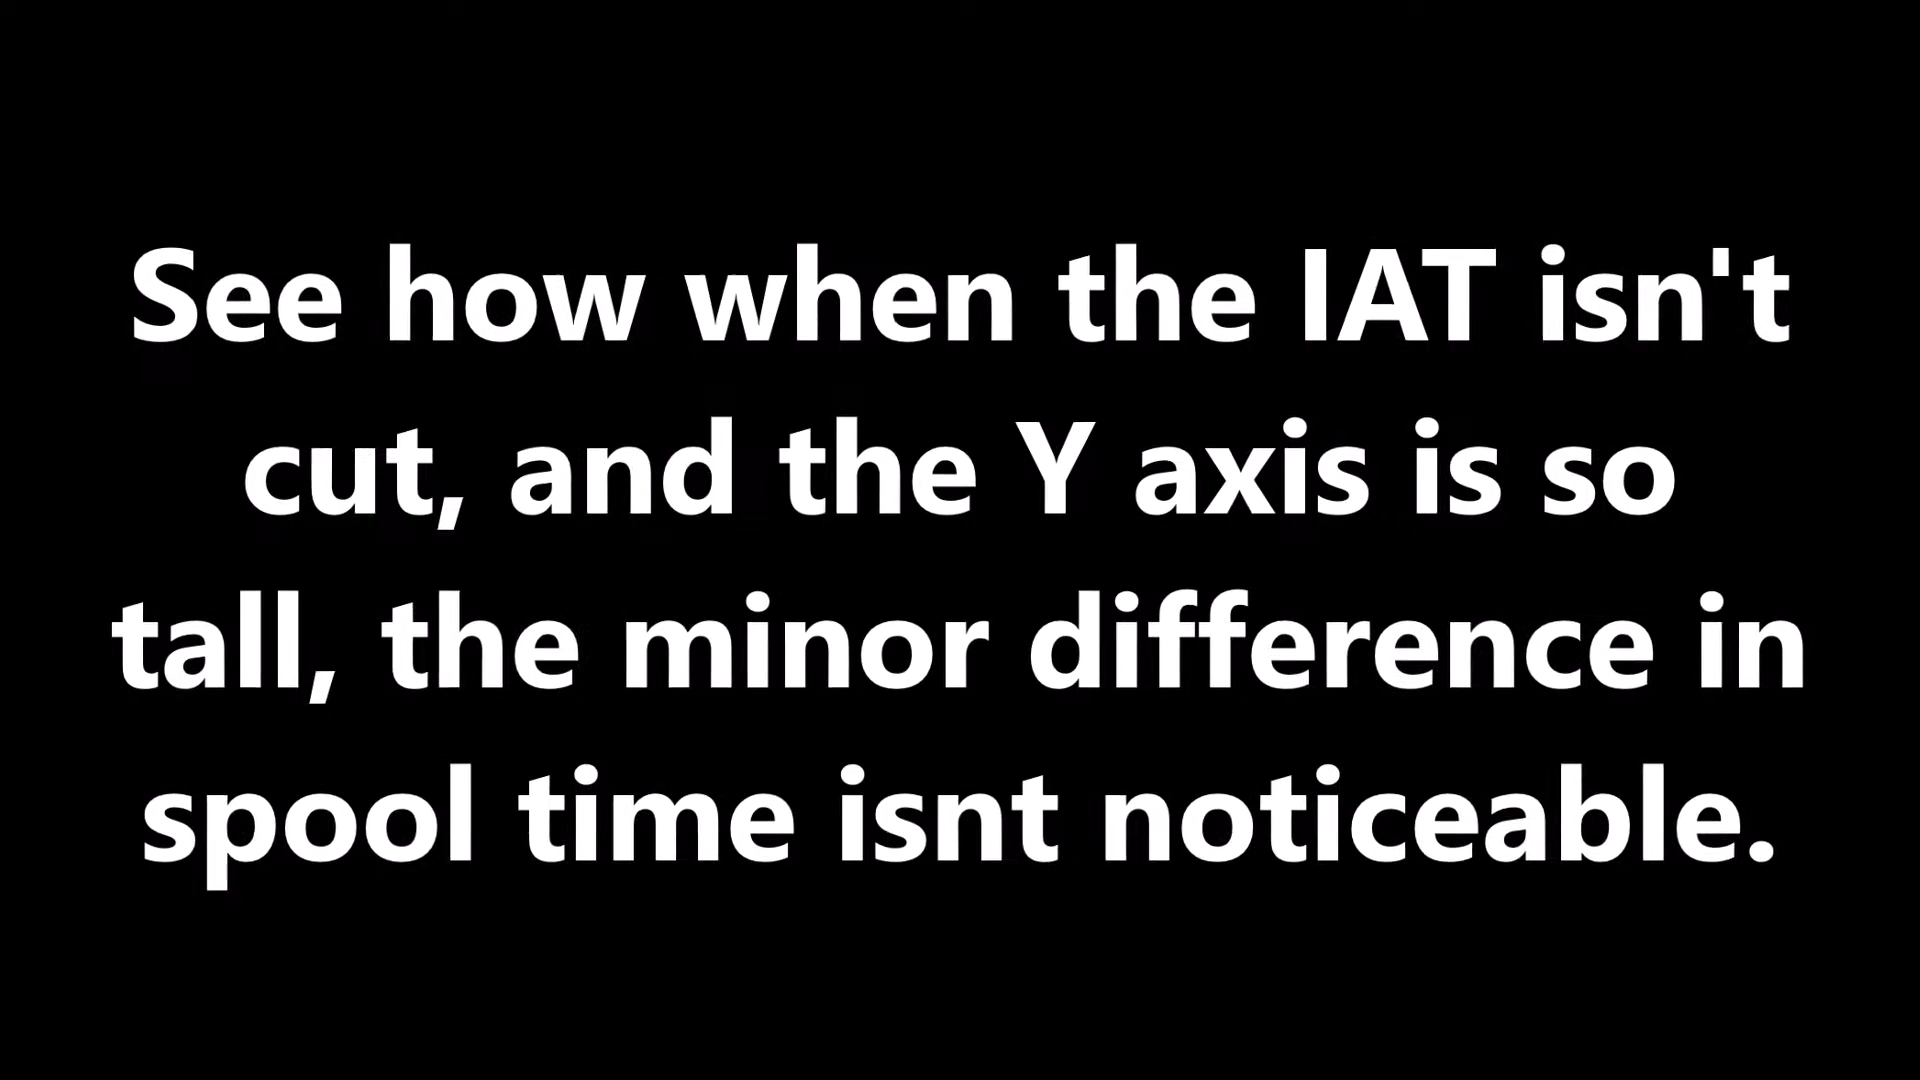 See how when the IAT isn't
cut, and the Y axis is so
tall, the minor difference in
spool time isnt noticeable.